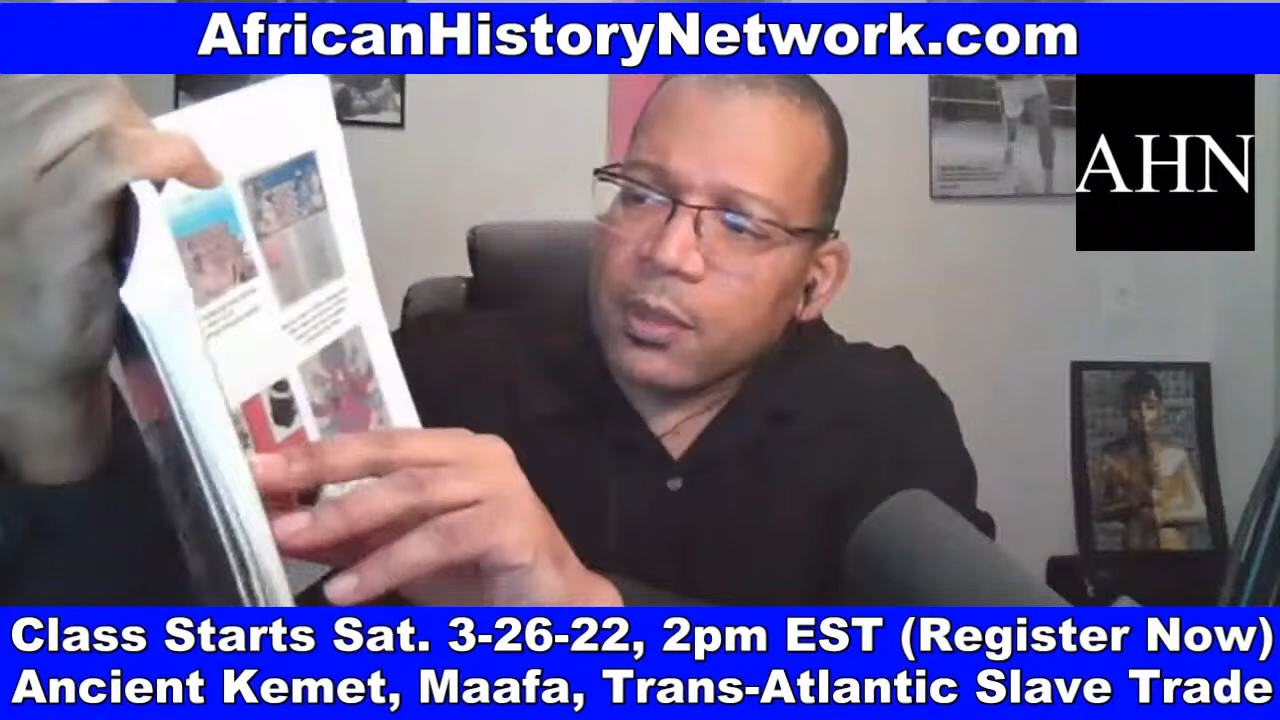 AfricanHistoryNetwork.com
AHN
Class Starts Sat. 3-26-22, 2pm EST (Register Now)
Ancient Kemet, Maafa, Trans-Atlantic Slave Trade